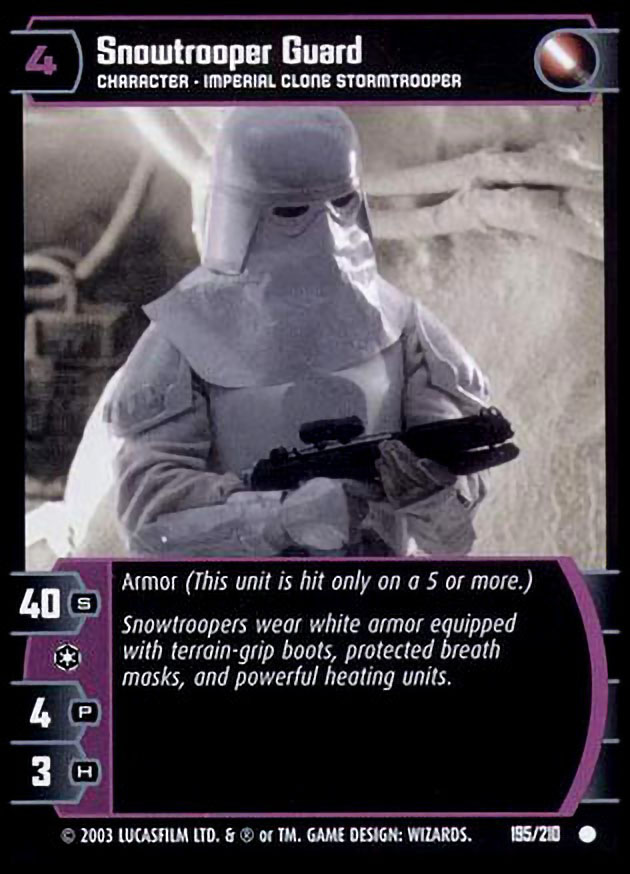 4
Snowtrooper Guard
CHARACTER · IMPERIAL CLONE STORMTROOPER
Armor (This unit is hit only on a 5 or more.)
Snowtroopers wear white armor equipped
with terrain-grip boots, protected breath
masks, and powerful heating units.
40 S
4 P
3 H
© 2003 LUCASFILM LTD. & ® or TM. GAME DESIGN: WIZARDS. 195/210